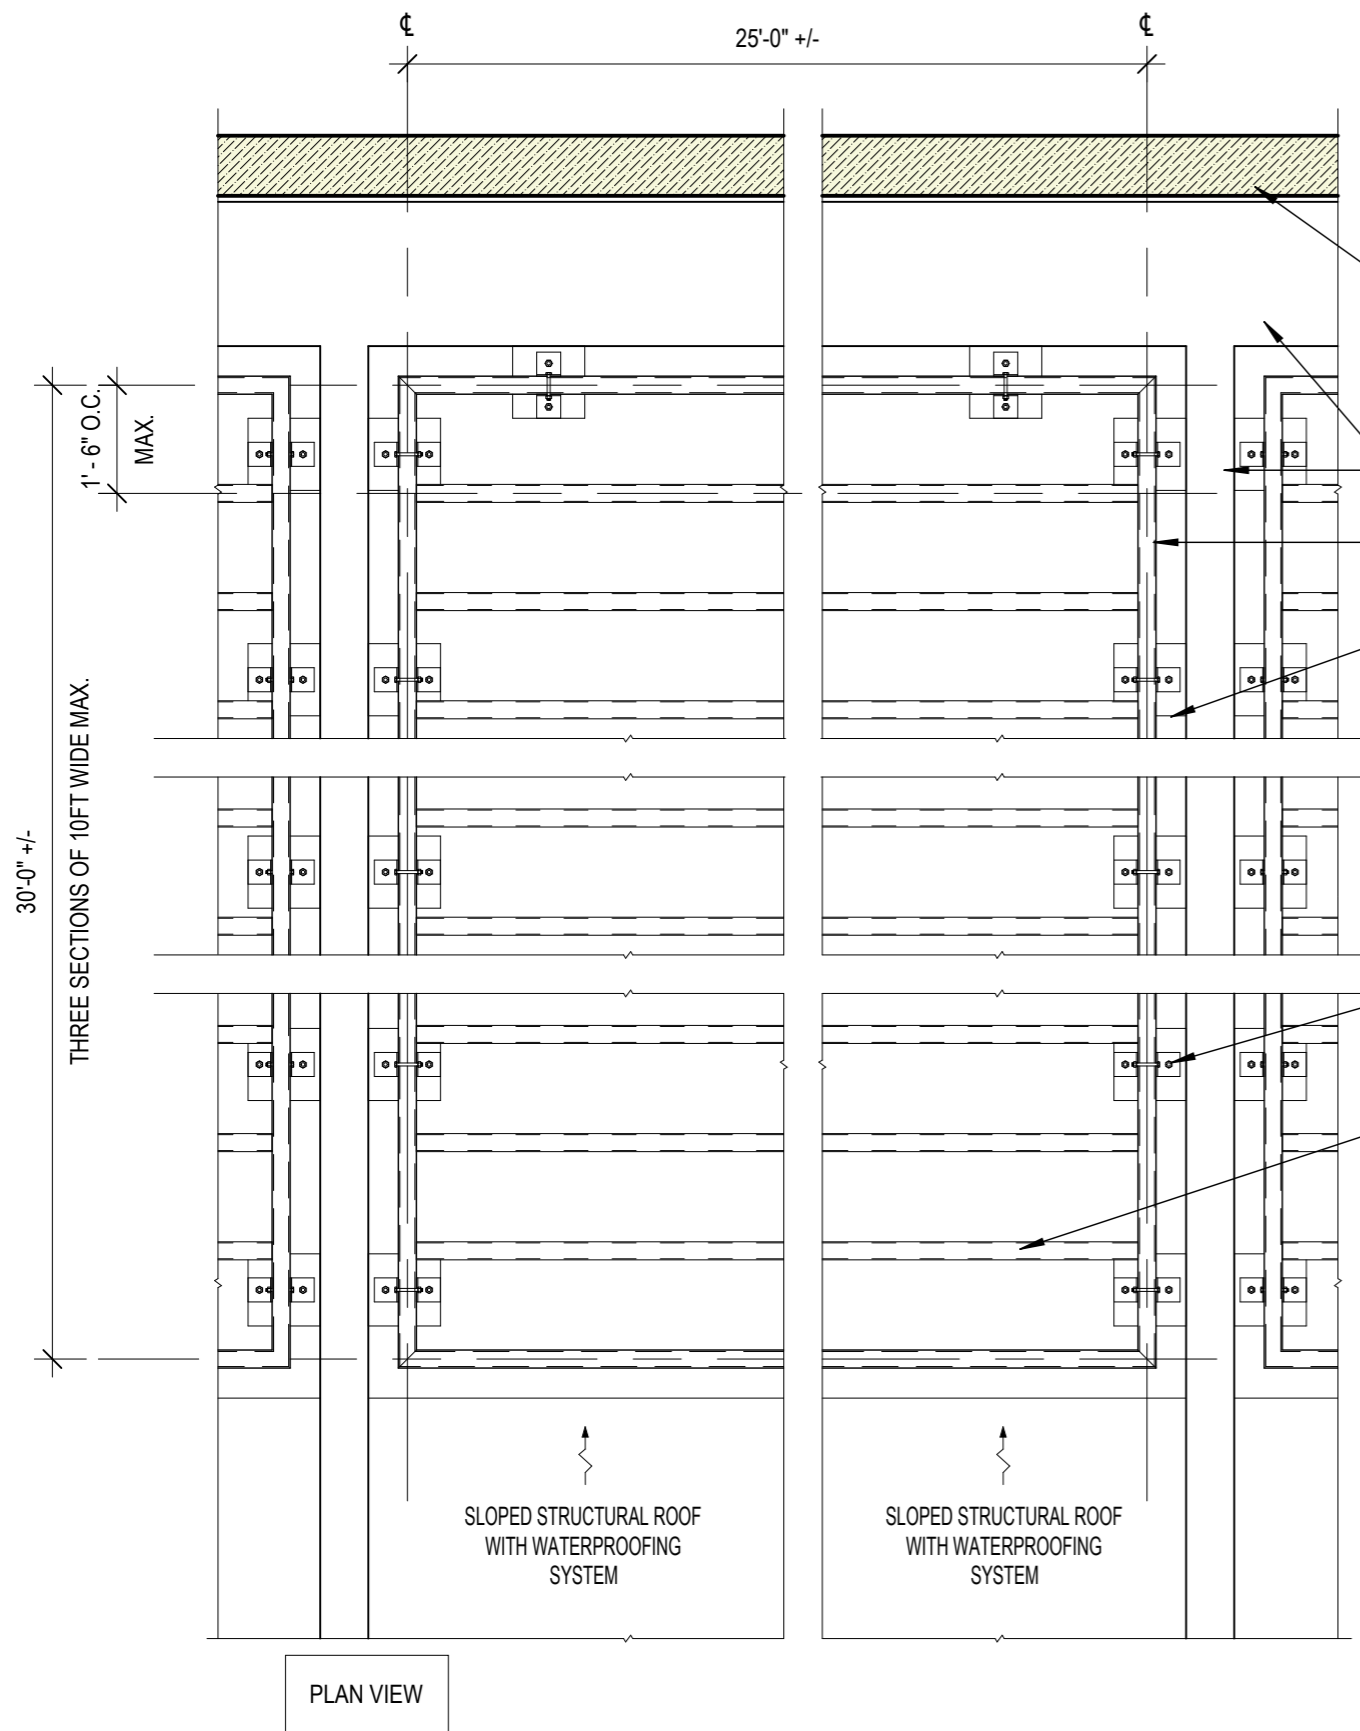 ℄
℄
25'-0" +/-
1' - 6" O.C.
MAX.
THREE SECTIONS OF 10FT WIDE MAX.
30'-0" +/-
SLOPED STRUCTURAL ROOF
WITH WATERPROOFING
SYSTEM
SLOPED STRUCTURAL ROOF
WITH WATERPROOFING
SYSTEM
PLAN VIEW